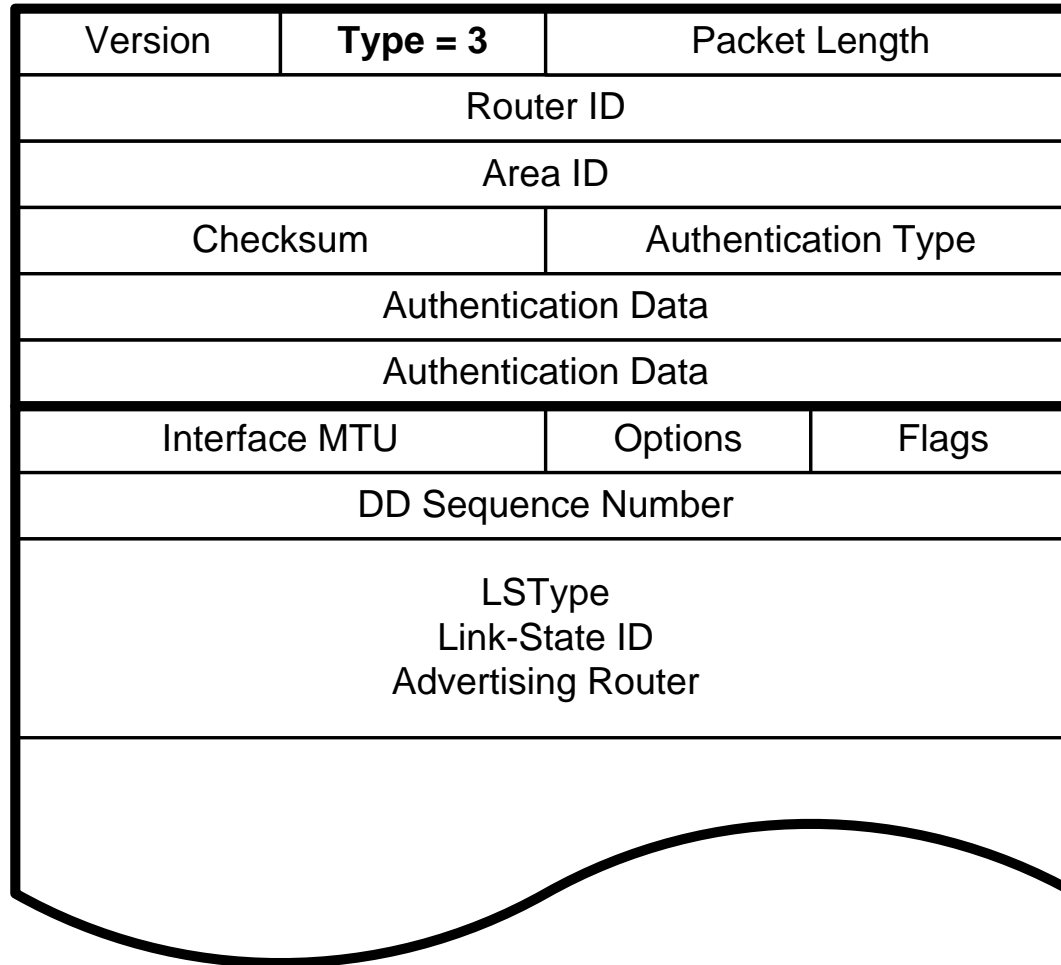 Version Type = 3 Packet Length
Router ID
Area ID
Checksum Authentication Type
Authentication Data
Authentication Data
Interface MTU Options Flags
DD Sequence Number
LSType
Link-State ID
Advertising Router